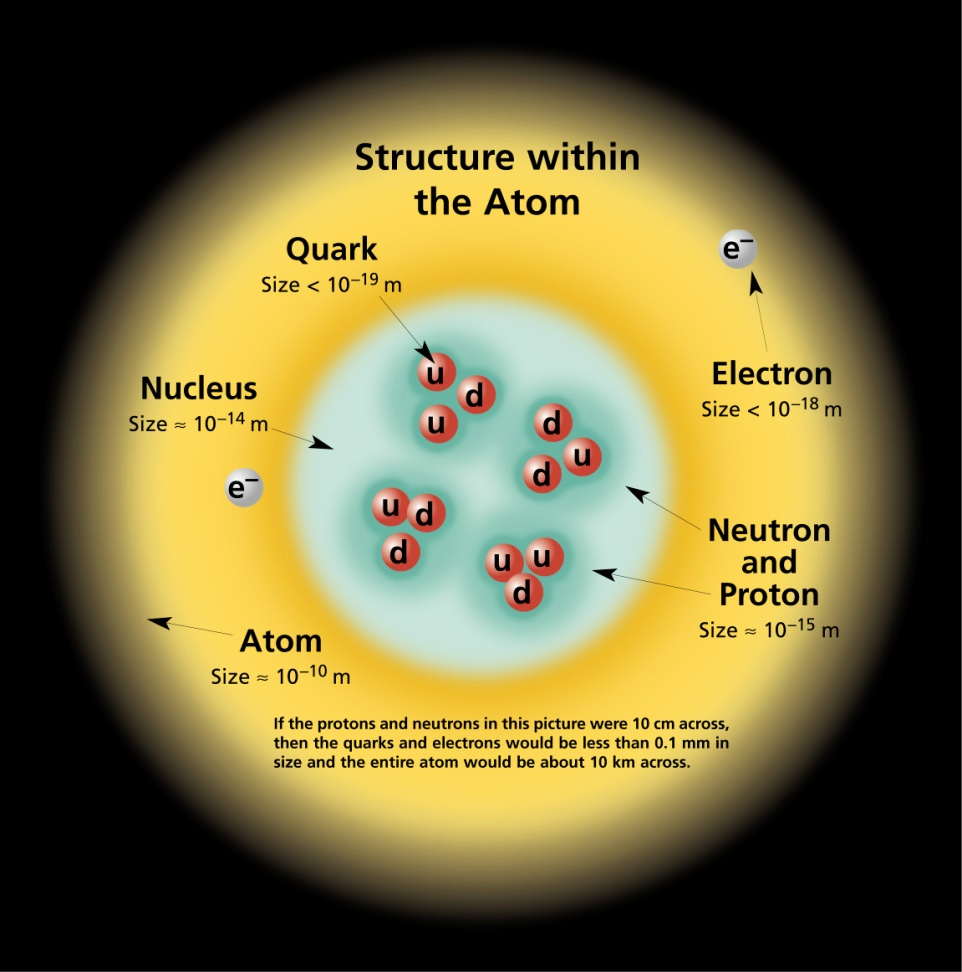 Structure within
the Atom
Quark
Size < 10⁻¹⁹ m
e⁻
Electron
Size < 10⁻¹⁸ m
Nucleus
Size ≈ 10⁻¹⁴ m
e⁻
u
d
u
d
u
d
u
d
d
u
u
d
Neutron
and
Proton
Size ≈ 10⁻¹⁵ m
Atom
Size ≈ 10⁻¹⁰ m
If the protons and neutrons in this picture were 10 cm across,
then the quarks and electrons would be less than 0.1 mm in
size and the entire atom would be about 10 km across.